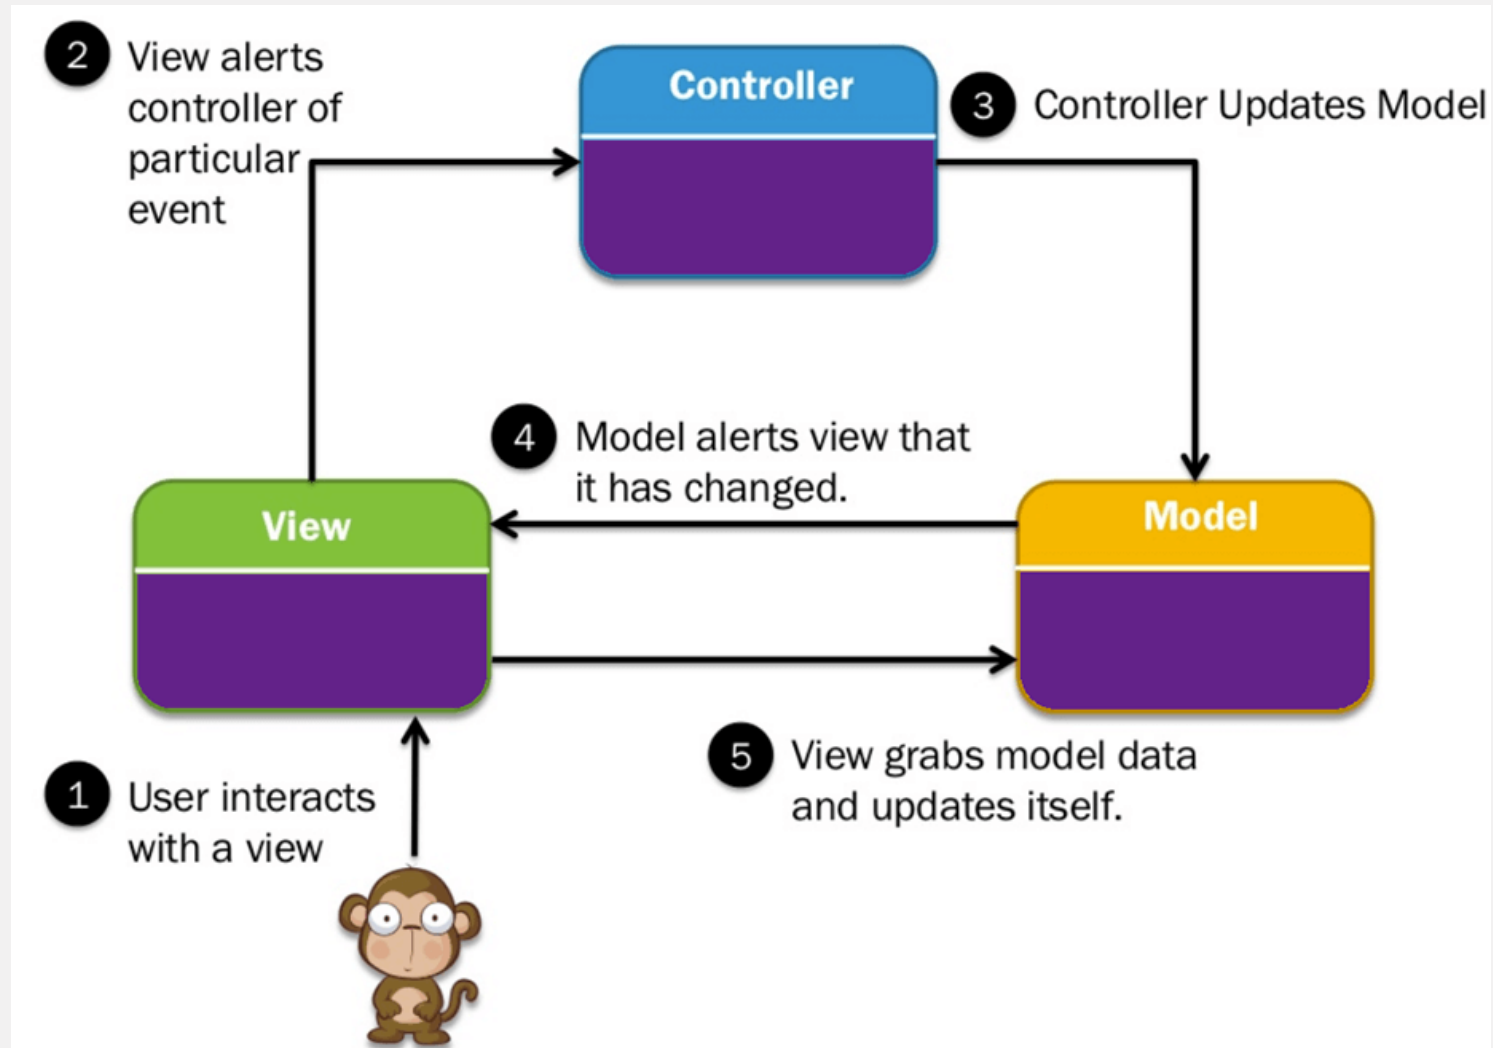 2
View alerts
controller of
particular
event
Controller
3
Controller Updates Model
4
Model alerts view that
it has changed.
View
Model
5
View grabs model data
and updates itself.
1
User interacts
with a view